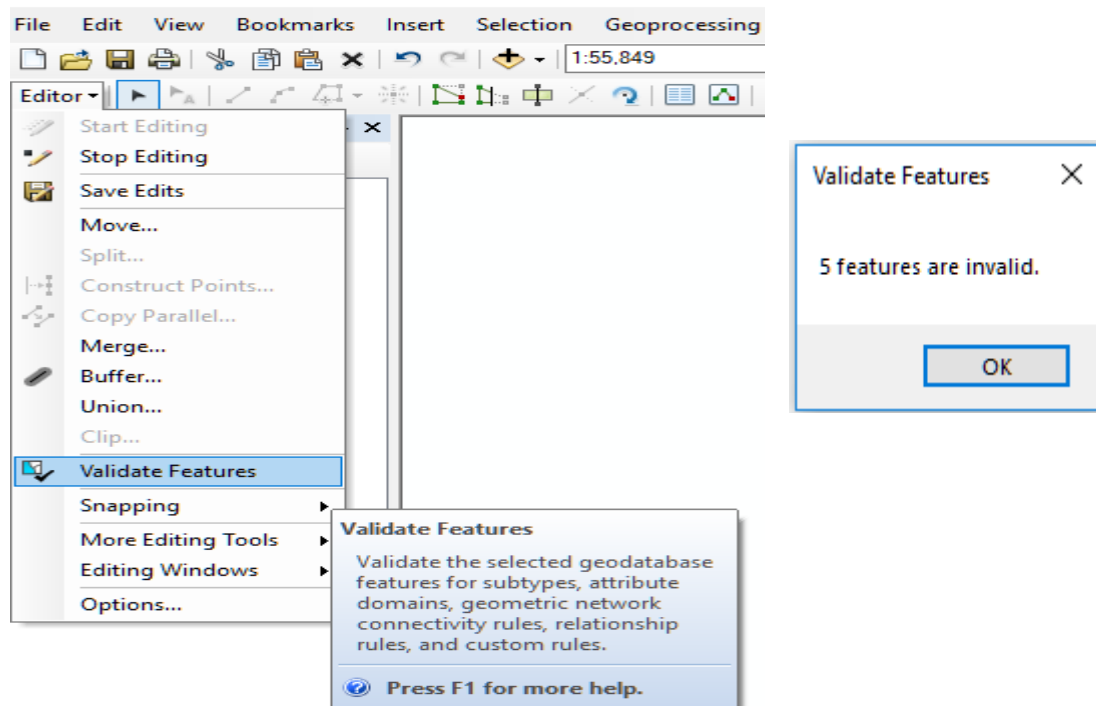 File Edit View Bookmarks Insert Selection Geoprocessing
1:55,849
Editor
Start Editing
Stop Editing
Save Edits
Move...
Split...
Construct Points...
Copy Parallel...
Merge...
Buffer...
Union...
Clip...
Validate Features
Snapping
More Editing Tools
Editing Windows
Options...
Validate Features
Validate the selected geodatabase
features for subtypes, attribute
domains, geometric network
connectivity rules, relationship
rules, and custom rules.
Press F1 for more help.
Validate Features
5 features are invalid.
OK